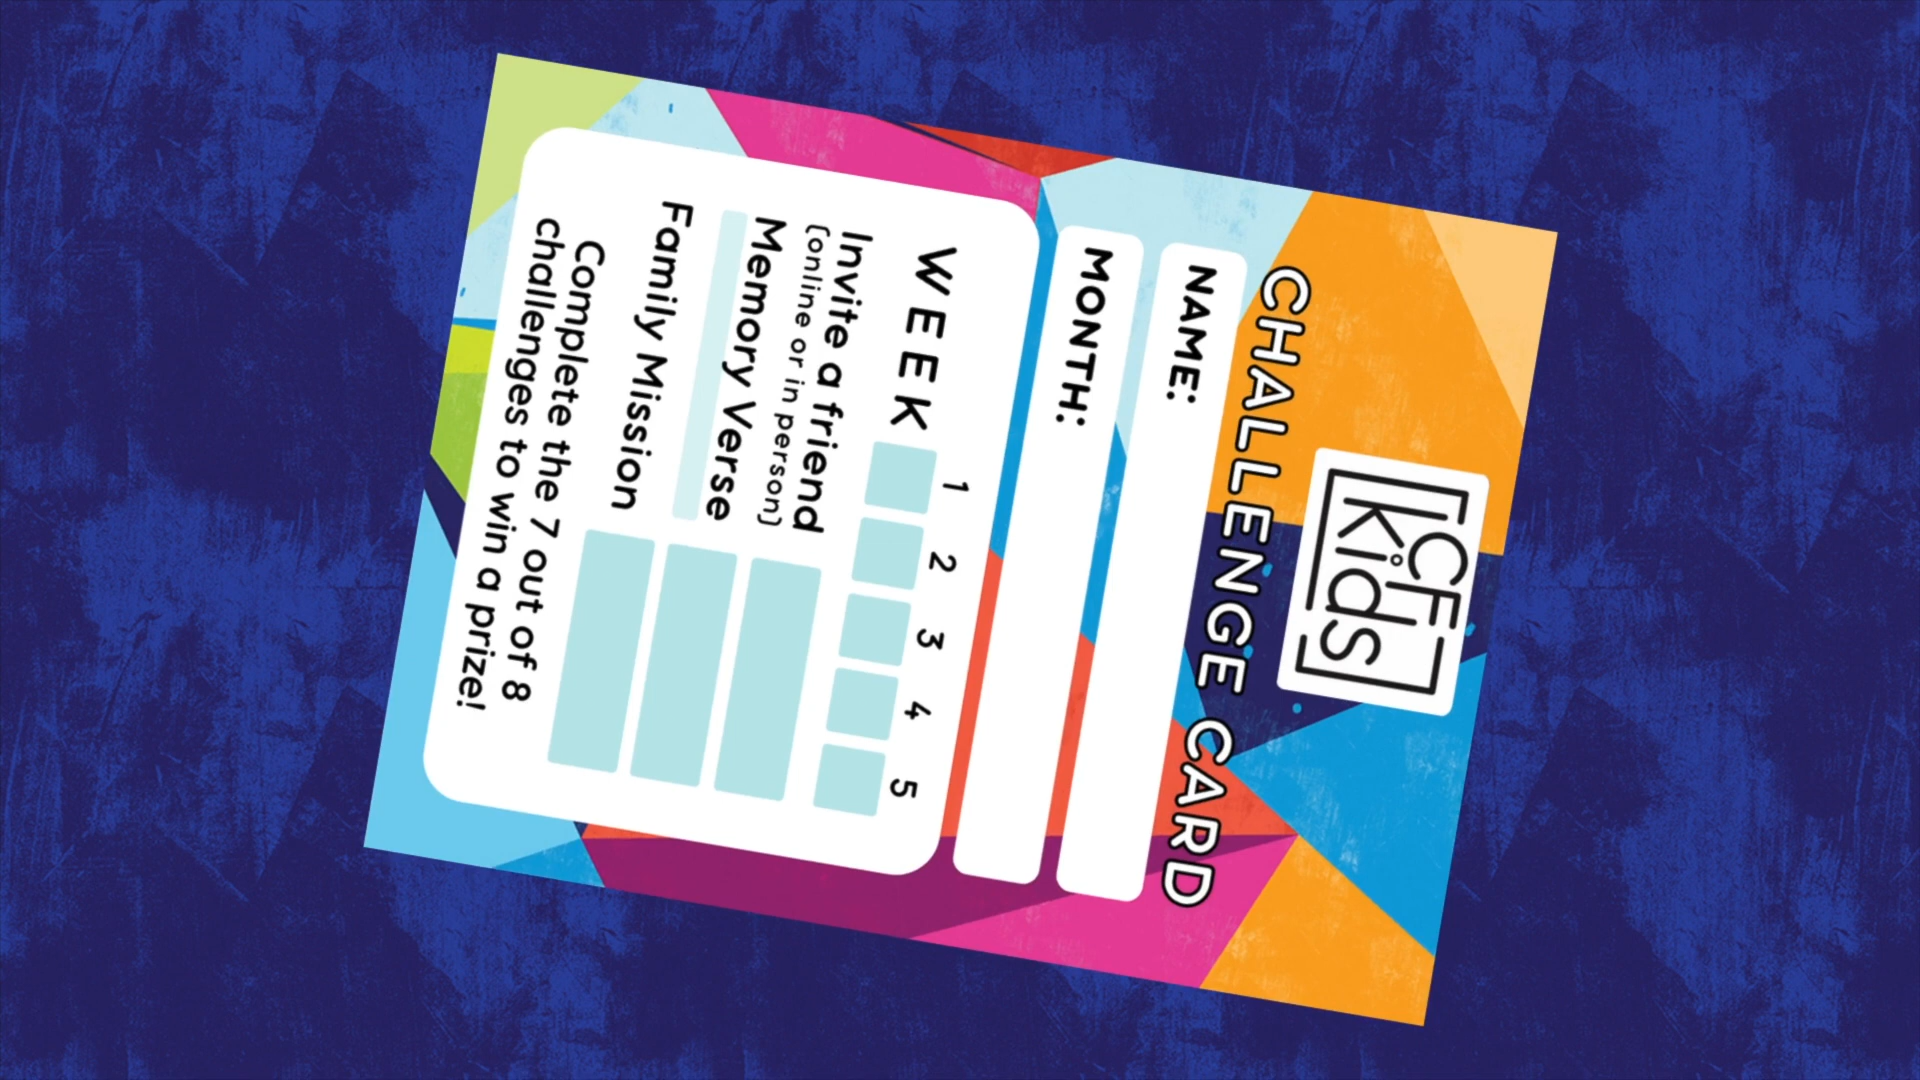 CF
Kids
CHALLENGE CARD
NAME:
MONTH:
1 2 3 4 5
WEEK
Invite a friend
(online or in person)
Memory Verse
Family Mission
Complete the 7 out of 8
challenges to win a prize!